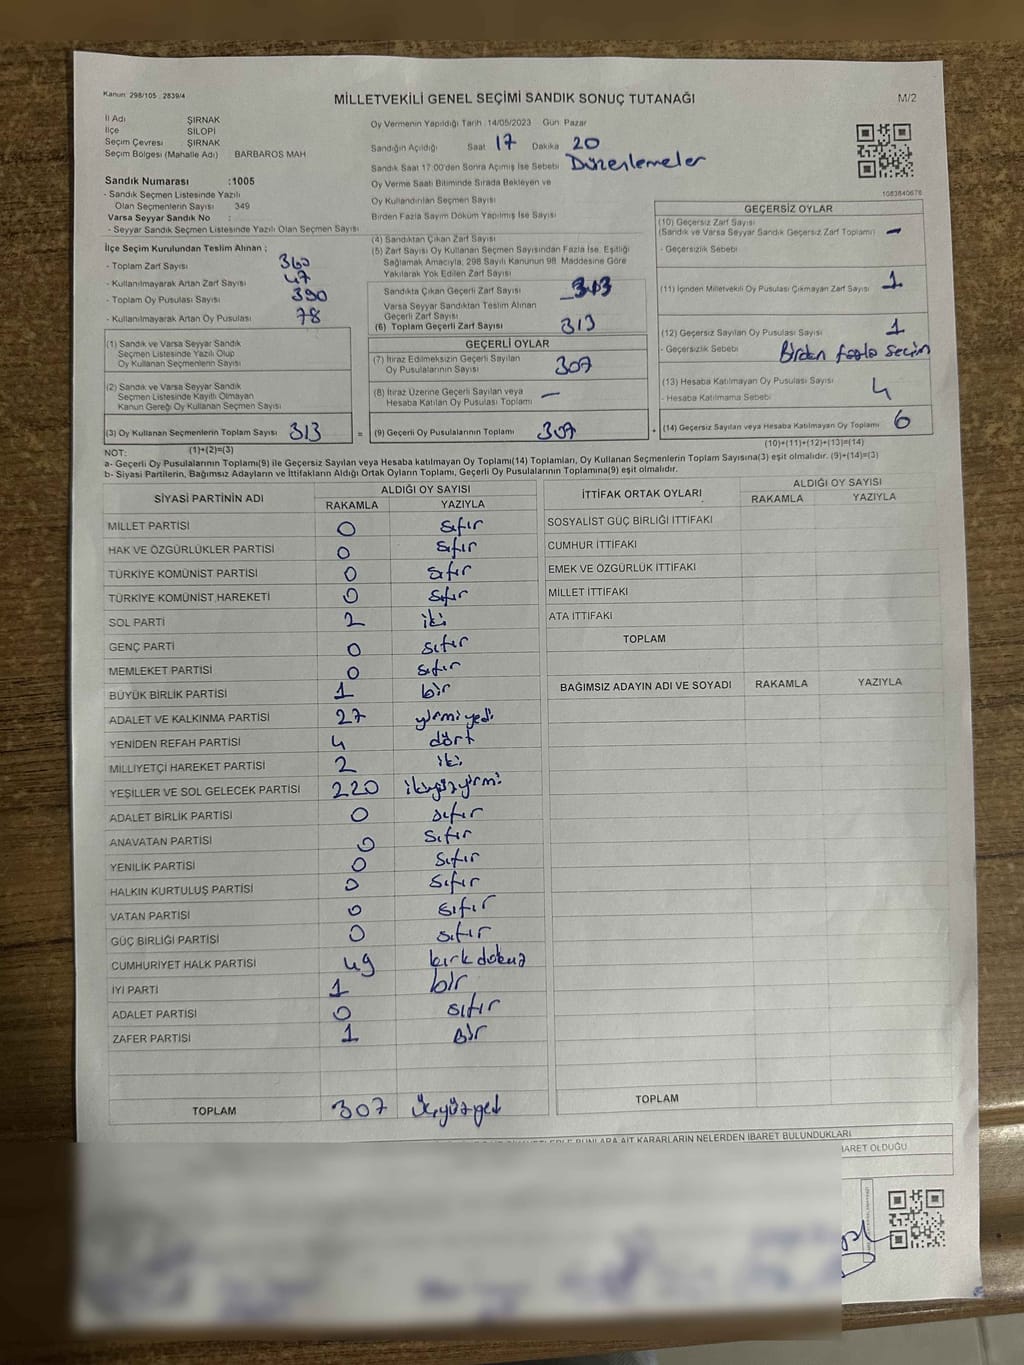 Kanun: 298/105 2839/4
MİLLETVEKİLİ GENEL SEÇİMİ SANDIK SONUÇ TUTANAĞI
M/2
İl Adı ŞIRNAK
İlçe SİLOPİ
Seçim Çevresi ŞIRNAK
Seçim Bölgesi (Mahalle Adı) BARBAROS MAH
Sandık Numarası :1005
- Sandık Seçmen Listesinde Yazılı
Olan Seçmenlerin Sayısı 349
Varsa Seyyar Sandık No :
- Seyyar Sandık Seçmen Listesinde Yazılı Olan Seçmen Sayısı
Oy Vermenin Yapıldığı Tarih :14/05/2023 Gün: Pazar
Sandığın Açıldığı Saat 17 Dakika 20
Sandık Saat 17:00'den Sonra Açımış İse Sebebi Düzenlemeler
Oy Verme Saati Bitiminde Sırada Bekleyen ve
Oy Kullandırılan Seçmen Sayısı
Birden Fazla Sayım Döküm Yapılmış İse Sayısı
1083840676
İlçe Seçim Kurulundan Teslim Alınan ;
- Toplam Zarf Sayısı 360
- Kullanılmayarak Artan Zarf Sayısı 47
- Toplam Oy Pusulası Sayısı 390
- Kullanılmayarak Artan Oy Pusulası 78
(4) Sandıktan Çıkan Zarf Sayısı
(5) Zarf Sayısı Oy Kullanan Seçmen Sayısından Fazla İse, Eşitliği
Sağlamak Amacıyla, 298 Sayılı Kanunun 98. Maddesine Göre
Yakılarak Yok Edilen Zarf Sayısı
Sandıkta Çıkan Geçerli Zarf Sayısı 313
Varsa Seyyar Sandıktan Teslim Alınan
Geçerli Zarf Sayısı
(6) Toplam Geçerli Zarf Sayısı 313
GEÇERSİZ OYLAR
(10) Geçersiz Zarf Sayısı
(Sandık ve Varsa Seyyar Sandık Geçersiz Zarf Toplamı) -
- Geçersizlik Sebebi
(11) İçinden Milletvekili Oy Pusulası Çıkmayan Zarf Sayısı 1
(12) Geçersiz Sayılan Oy Pusulası Sayısı 1
- Geçersizlik Sebebi Birden fazla seçim
(13) Hesaba Katılmayan Oy Pusulası Sayısı 4
- Hesaba Katılmama Sebebi
(14) Geçersiz Sayılan veya Hesaba Katılmayan Oy Toplamı 6
(1) Sandık ve Varsa Seyyar Sandık
Seçmen Listesinde Yazılı Olup
Oy Kullanan Seçmenlerin Sayısı
(2) Sandık ve Varsa Seyyar Sandık
Seçmen Listesinde Kayıtlı Olmayan
Kanun Gereği Oy Kullanan Seçmen Sayısı
(3) Oy Kullanan Seçmenlerin Toplam Sayısı 313 =
GEÇERLİ OYLAR
(7) İtiraz Edilmeksizin Geçerli Sayılan
Oy Pusulalarının Sayısı 307
(8) İtiraz Üzerine Geçerli Sayılan veya
Hesaba Katılan Oy Pusulası Toplamı -
(9) Geçerli Oy Pusulalarının Toplamı 307 +
NOT: (1)+(2)=(3) (10)+(11)+(12)+(13)=(14)
a- Geçerli Oy Pusulalarının Toplamı(9) ile Geçersiz Sayılan veya Hesaba katılmayan Oy Toplamı(14) Toplamları, Oy Kullanan Seçmenlerin Toplam Sayısına(3) eşit olmalıdır. (9)+(14)=(3)
b- Siyasi Partilerin, Bağımsız Adayların ve İttifakların Aldığı Ortak Oyların Toplamı, Geçerli Oy Pusulalarının Toplamına(9) eşit olmalıdır.
SİYASİ PARTİNİN ADI ALDIĞI OY SAYISI
RAKAMLA YAZIYLA
MİLLET PARTİSİ 0 sıfır
HAK VE ÖZGÜRLÜKLER PARTİSİ 0 sıfır
TÜRKİYE KOMÜNİST PARTİSİ 0 sıfır
TÜRKİYE KOMÜNİST HAREKETİ 0 sıfır
SOL PARTİ 2 iki
GENÇ PARTİ 0 sıfır
MEMLEKET PARTİSİ 0 sıfır
BÜYÜK BİRLİK PARTİSİ 1 bir
ADALET VE KALKINMA PARTİSİ 27 yirmiyedi
YENİDEN REFAH PARTİSİ 4 dört
MİLLİYETÇİ HAREKET PARTİSİ 2 iki
YEŞİLLER VE SOL GELECEK PARTİSİ 220 ikiyüzyirmi
ADALET BİRLİK PARTİSİ 0 sıfır
ANAVATAN PARTİSİ 0 sıfır
YENİLİK PARTİSİ 0 sıfır
HALKIN KURTULUŞ PARTİSİ 0 sıfır
VATAN PARTİSİ 0 sıfır
GÜÇ BİRLİĞİ PARTİSİ 0 sıfır
CUMHURİYET HALK PARTİSİ 49 kırkdokuz
İYİ PARTİ 1 bir
ADALET PARTİSİ 0 sıfır
ZAFER PARTİSİ 1 Bir
TOPLAM 307 Üçyüzyedi
İTTİFAK ORTAK OYLARI ALDIĞI OY SAYISI
RAKAMLA YAZIYLA
SOSYALİST GÜÇ BİRLİĞİ İTTİFAKI
CUMHUR İTTİFAKI
EMEK VE ÖZGÜRLÜK İTTİFAKI
MİLLET İTTİFAKI
ATA İTTİFAKI
TOPLAM
BAĞIMSIZ ADAYIN ADI VE SOYADI RAKAMLA YAZIYLA
TOPLAM
BUNLARA AİT KARARLARIN NELERDEN İBARET BULUNDUKLARI
İBARET OLDUĞU